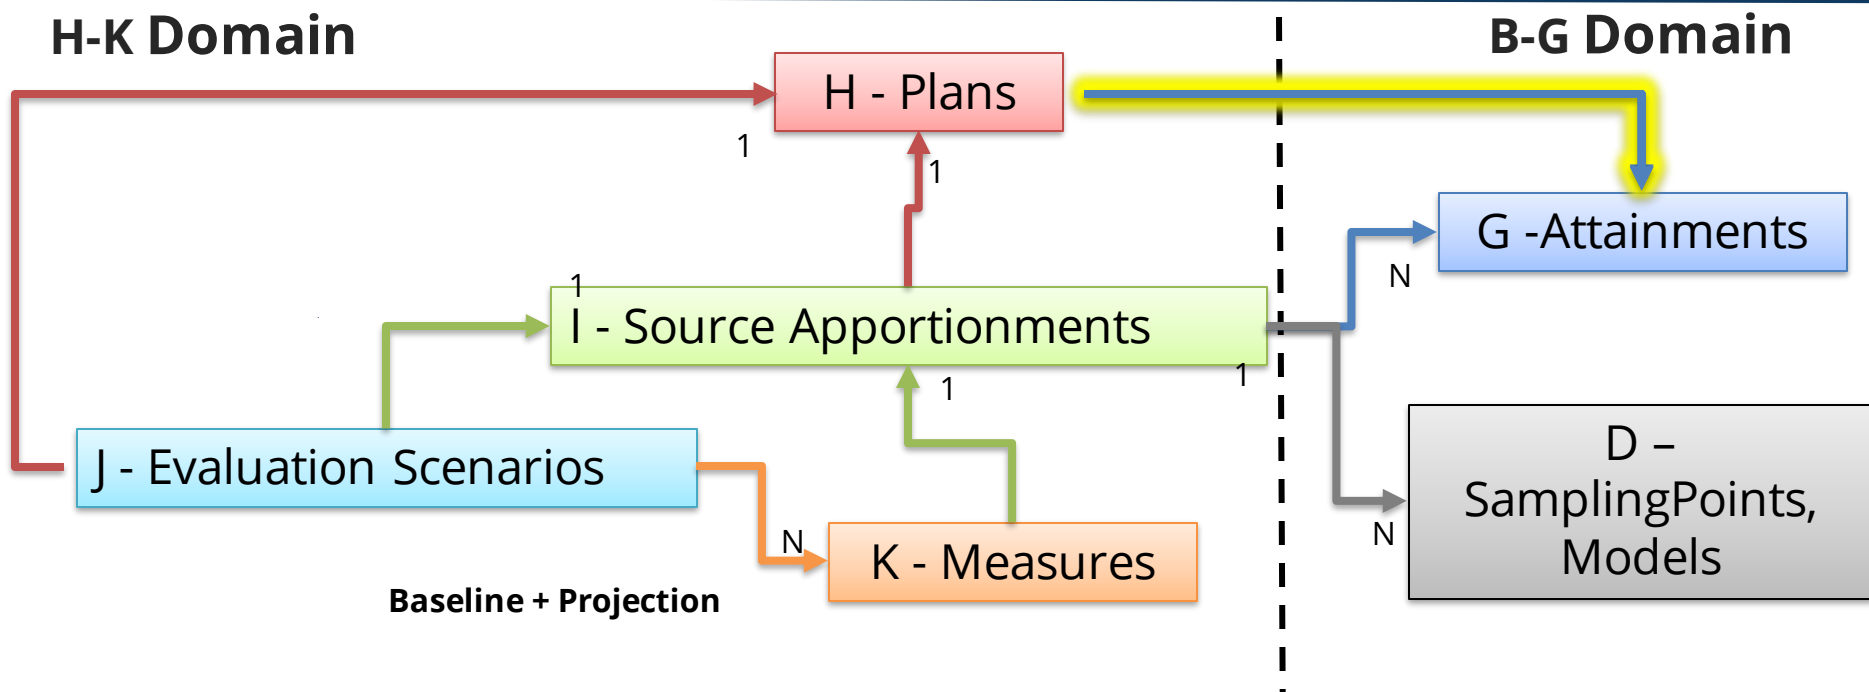 H-K Domain
B-G Domain
H - Plans
1
1
G -Attainments
N
1
I - Source Apportionments
1
1
J - Evaluation Scenarios
D –
SamplingPoints,
Models
N
N
K - Measures
Baseline + Projection